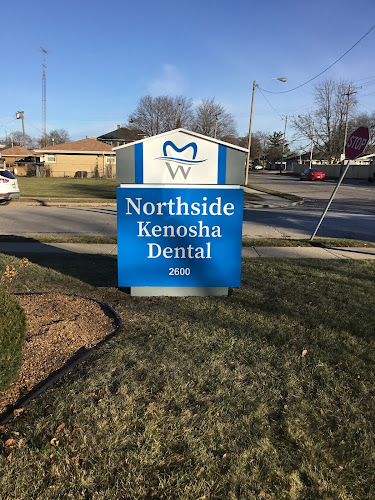 W
Northside
Kenosha
Dental
2600
STOP